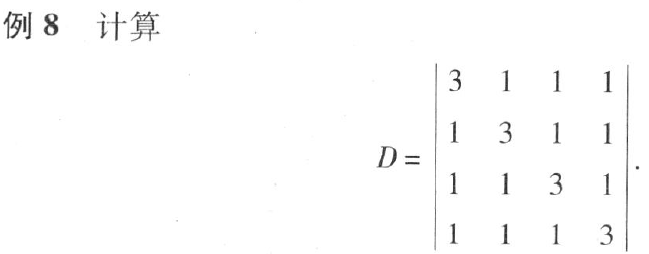 例 8 计算
D = | 3 1 1 1 |
| 1 3 1 1 |
| 1 1 3 1 |
| 1 1 1 3 | .